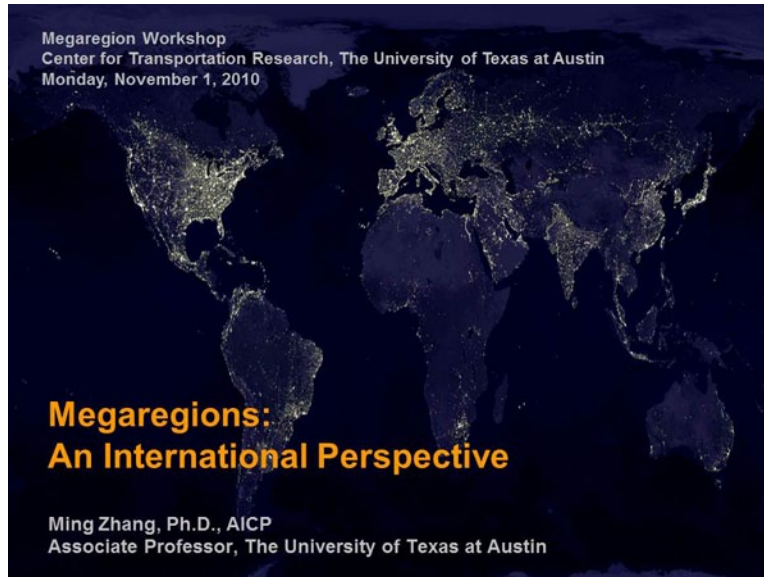 Megaregion Workshop
Center for Transportation Research, The University of Texas at Austin
Monday, November 1, 2010
Megaregions:
An International Perspective
Ming Zhang, Ph.D., AICP
Associate Professor, The University of Texas at Austin